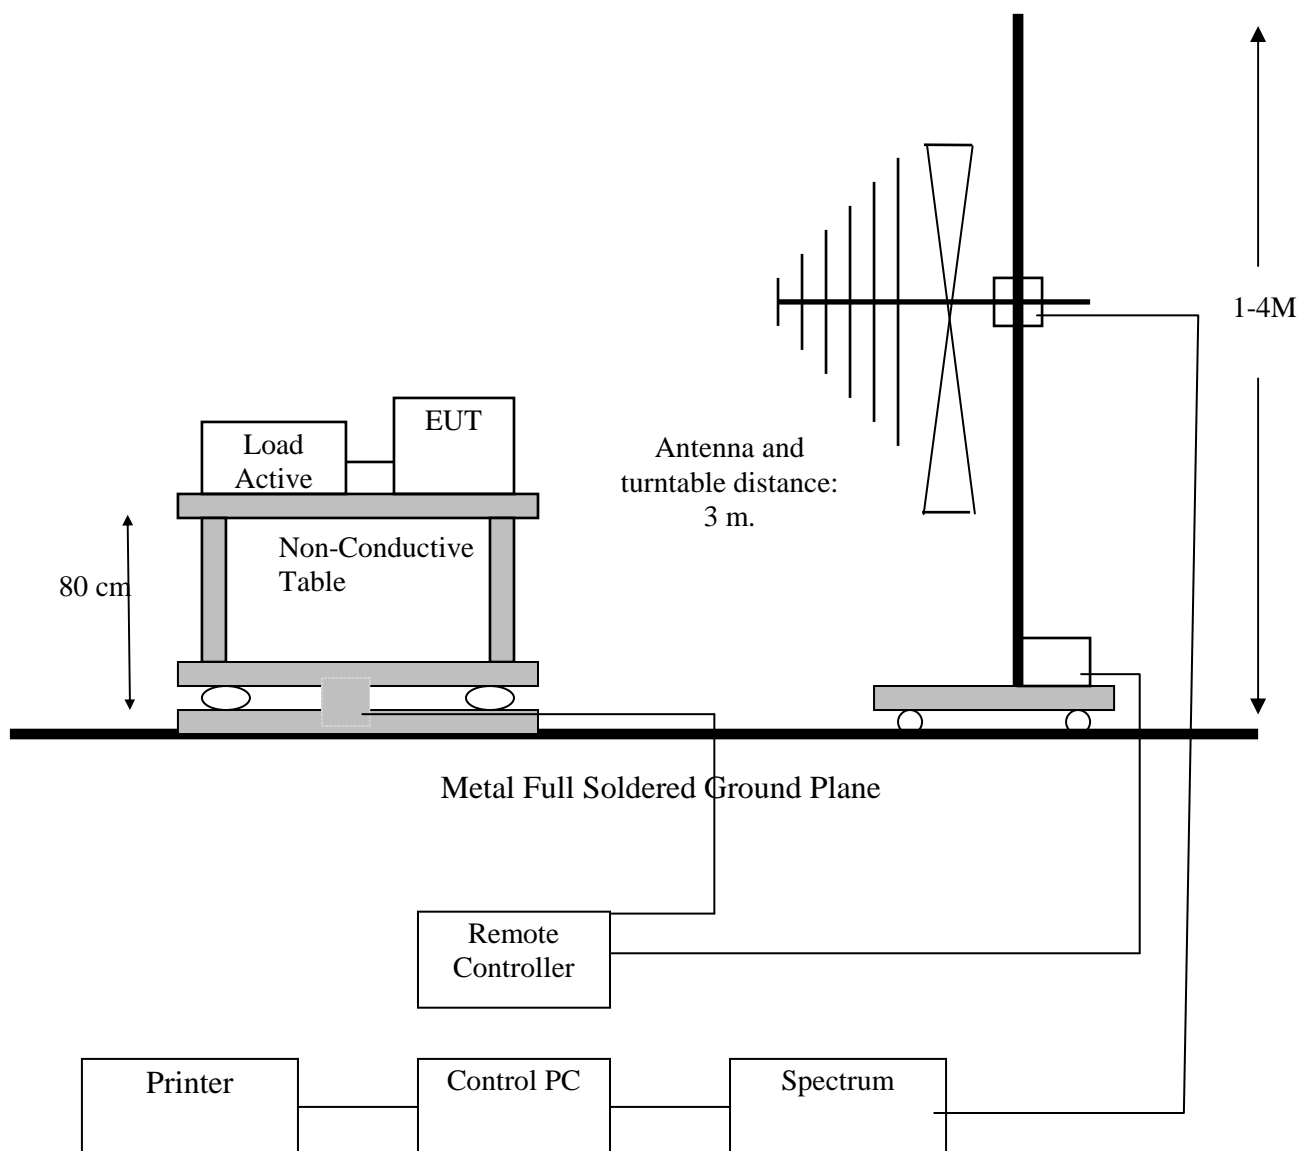 1-4M
EUT
Load
Active
Antenna and
turntable distance:
3 m.
Non-Conductive
Table
80 cm
Metal Full Soldered Ground Plane
Remote
Controller
Printer
Control PC
Spectrum